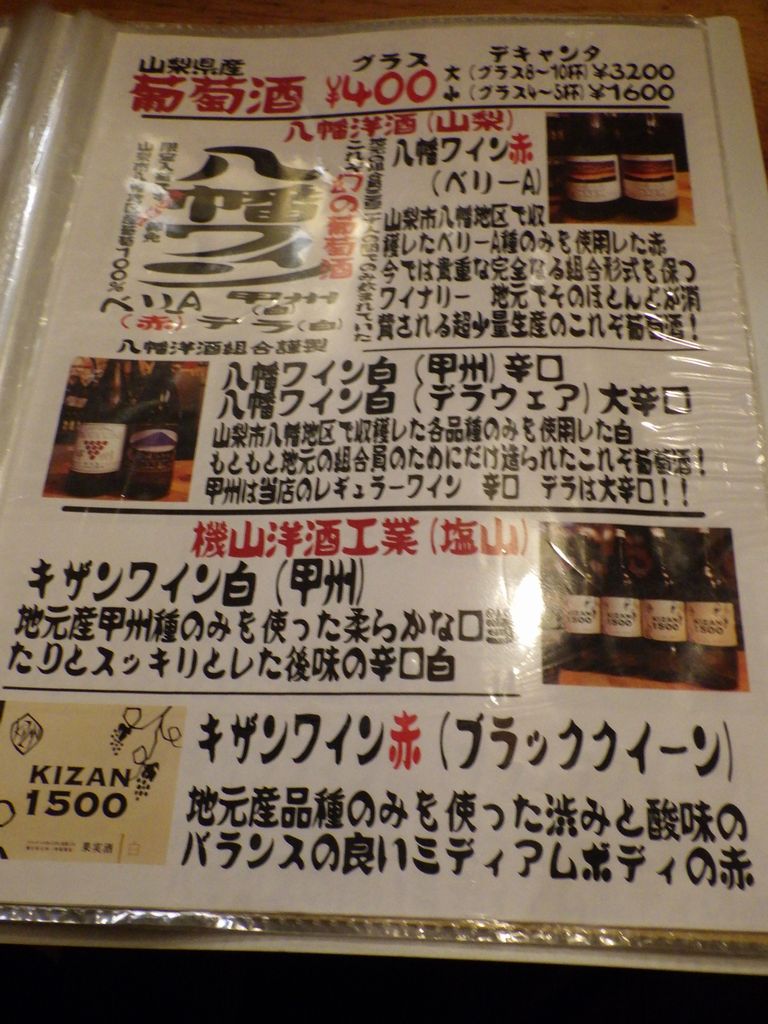 山梨県産
葡萄酒
グラス
¥400
デキャンタ
大(グラス8~10杯)¥3200
小(グラス4~5杯)¥1600
八幡洋酒(山梨)
八幡ワイン赤
(ベリーA)
山梨市八幡地区で収
穫したベリーA種のみを使用した赤
今では貴重な完全なる組合形式を保つ
ワイナリー 地元でそのほとんどが消
費される超少量生産のこれぞ葡萄酒!
八幡ワイン
幻の葡萄酒
ベリA 甲州
(赤) デラ(白)
八幡洋酒組合謹製
八幡ワイン白(甲州)辛口
八幡ワイン白(デラウェア)大辛口
山梨市八幡地区で収穫した各品種のみを使用した白
もともと地元の組合員のためにだけ造られたこれぞ葡萄酒!
甲州は当店のレギュラーワイン 辛口 デラは大辛口!!
機山洋酒工業(塩山)
キザンワイン白(甲州)
地元産甲州種のみを使った柔らかな口
たりとスッキリとした後味の辛口白
KIZAN
1500
KIZAN
1500
KIZAN
1500
キザンワイン赤(ブラッククイーン)
地元産品種のみを使った渋みと酸味の
バランスの良いミディアムボディの赤
KIZAN
1500
果実酒 白